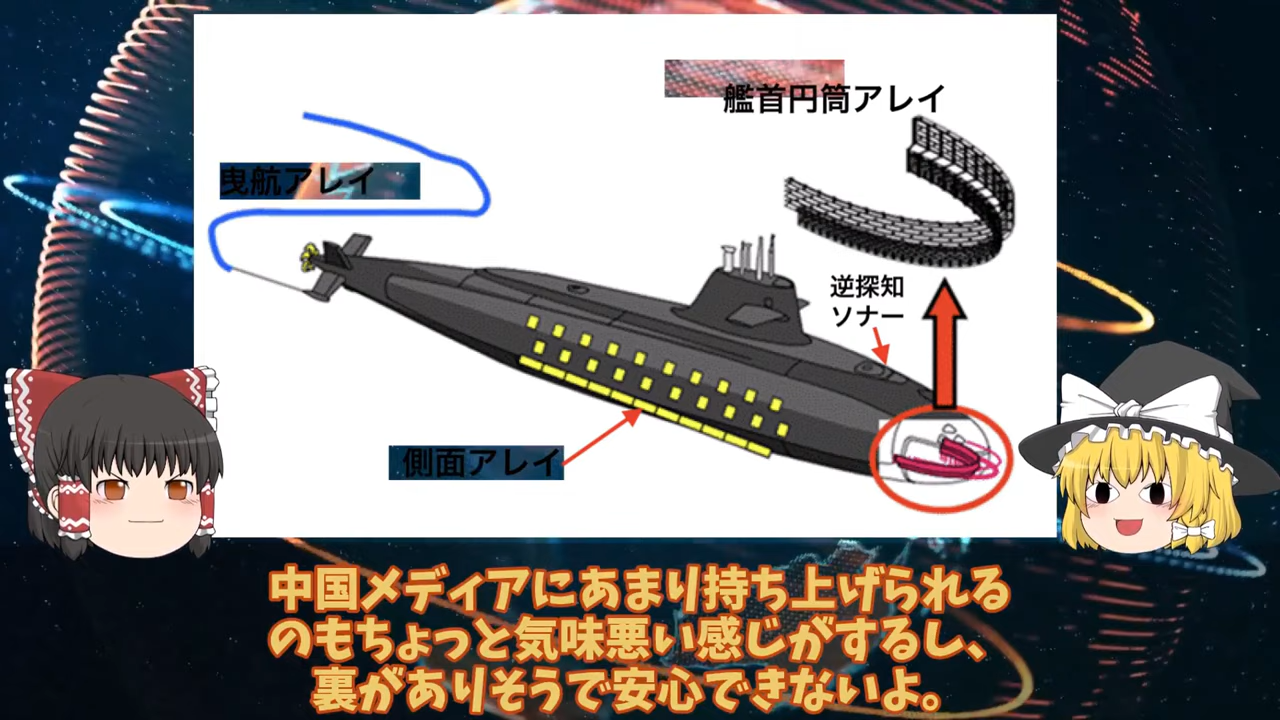 艦首円筒アレイ
曳航アレイ
逆探知
ソナー
側面アレイ
中国メディアにあまり持ち上げられる
のもちょっと気味悪い感じがするし、
裏がありそうで安心できないよ。